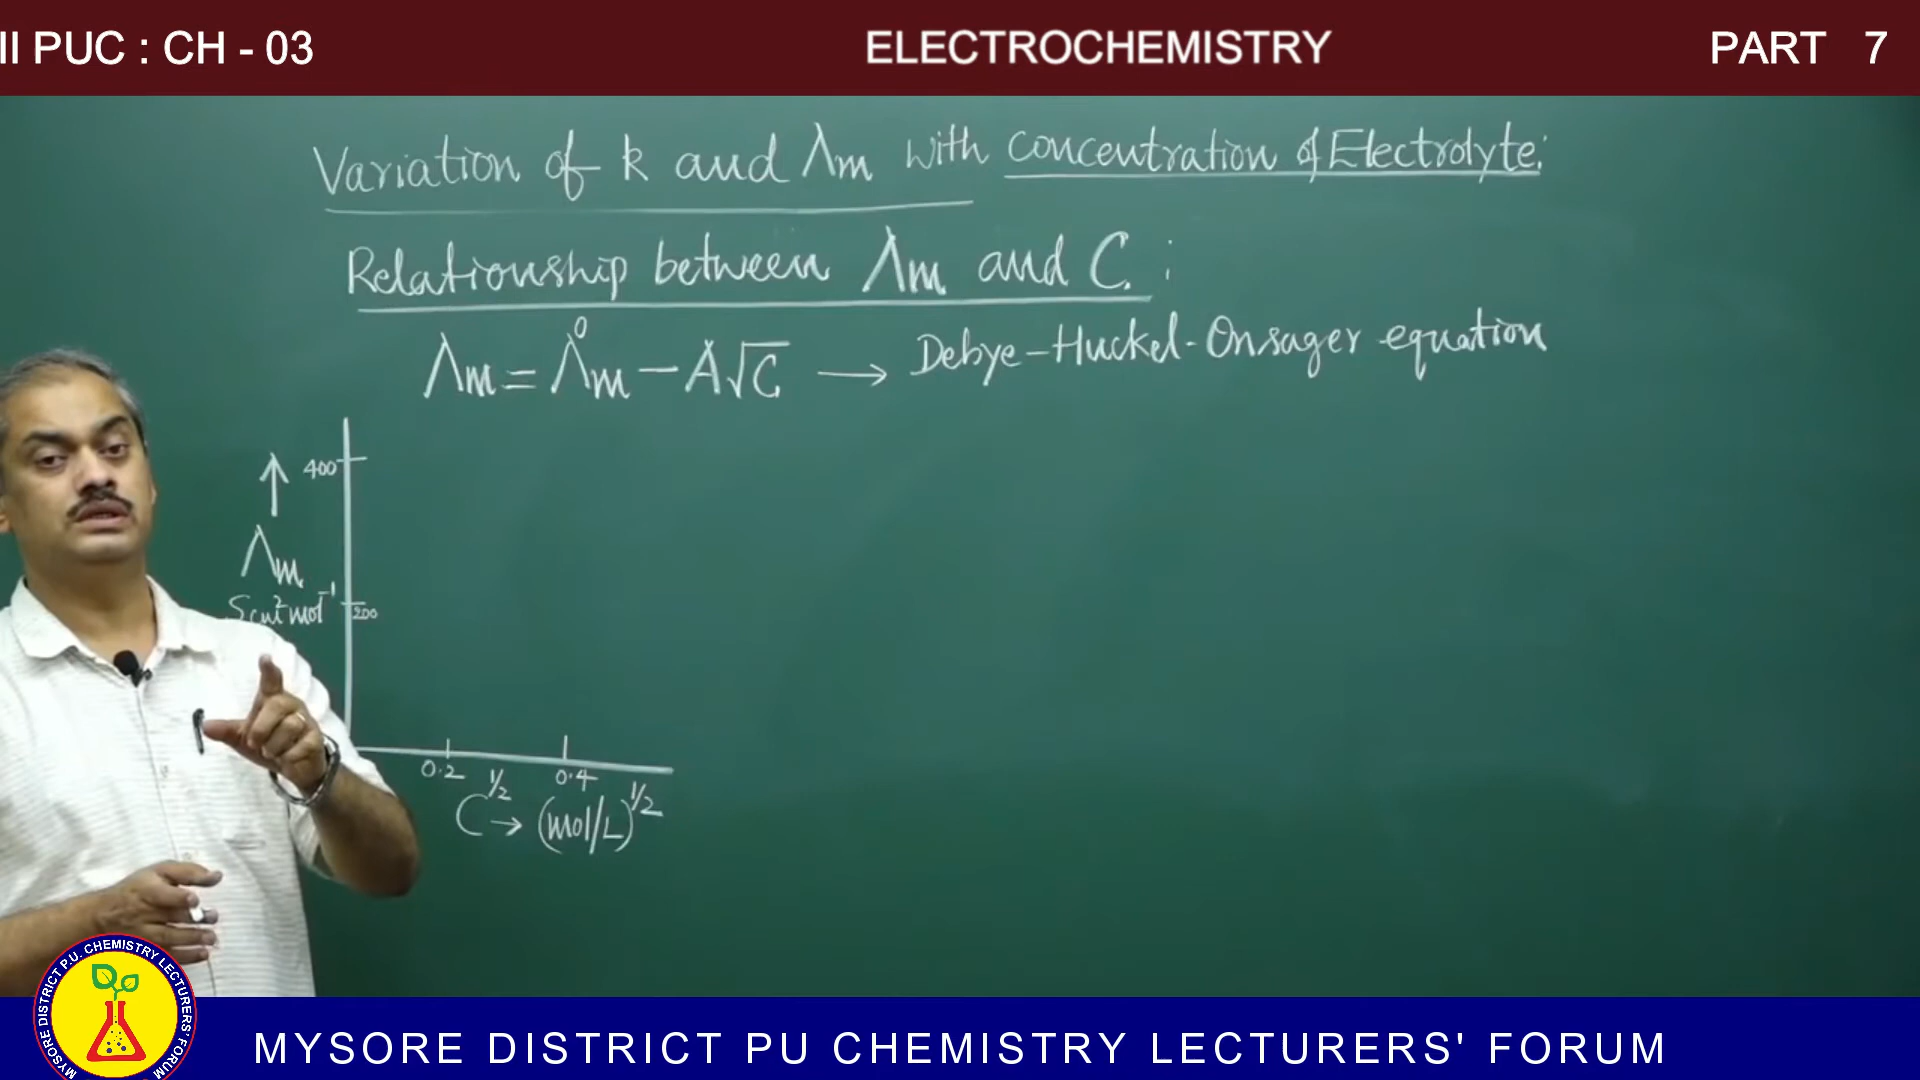 II PUC : CH - 03 ELECTROCHEMISTRY PART 7
Variation of k and Λm with Concentration of Electrolyte:
Relationship between Λm and C. :
Λm = Λ⁰m – A√C → Debye-Huckel-Onsager equation
↑ 400
Λm
S cm² mol⁻¹ 200
0.2 0.4
C^1/2 → (mol/L)^1/2
MYSORE DISTRICT P.U. CHEMISTRY LECTURERS' FORUM
MYSORE DISTRICT PU CHEMISTRY LECTURERS' FORUM